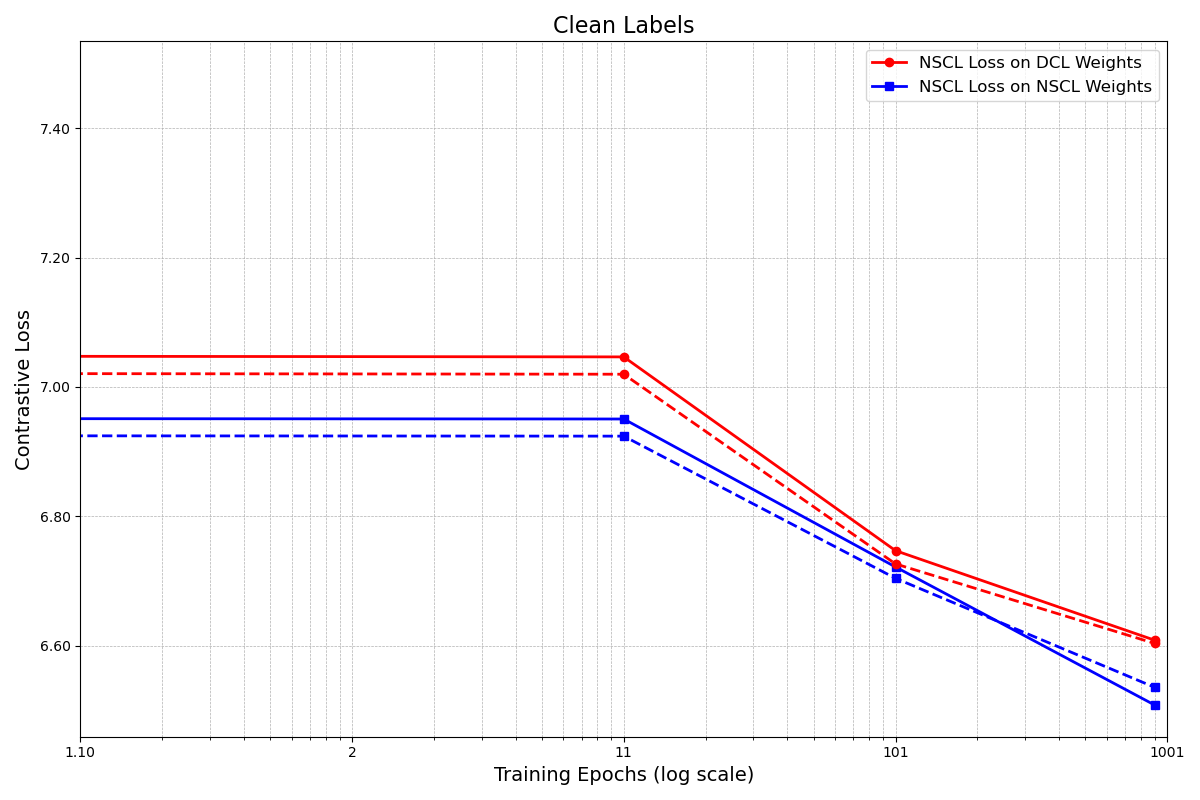 Clean Labels
NSCL Loss on DCL Weights
NSCL Loss on NSCL Weights
Contrastive Loss
7.40
7.20
7.00
6.80
6.60
1.10
2
11
101
1001
Training Epochs (log scale)